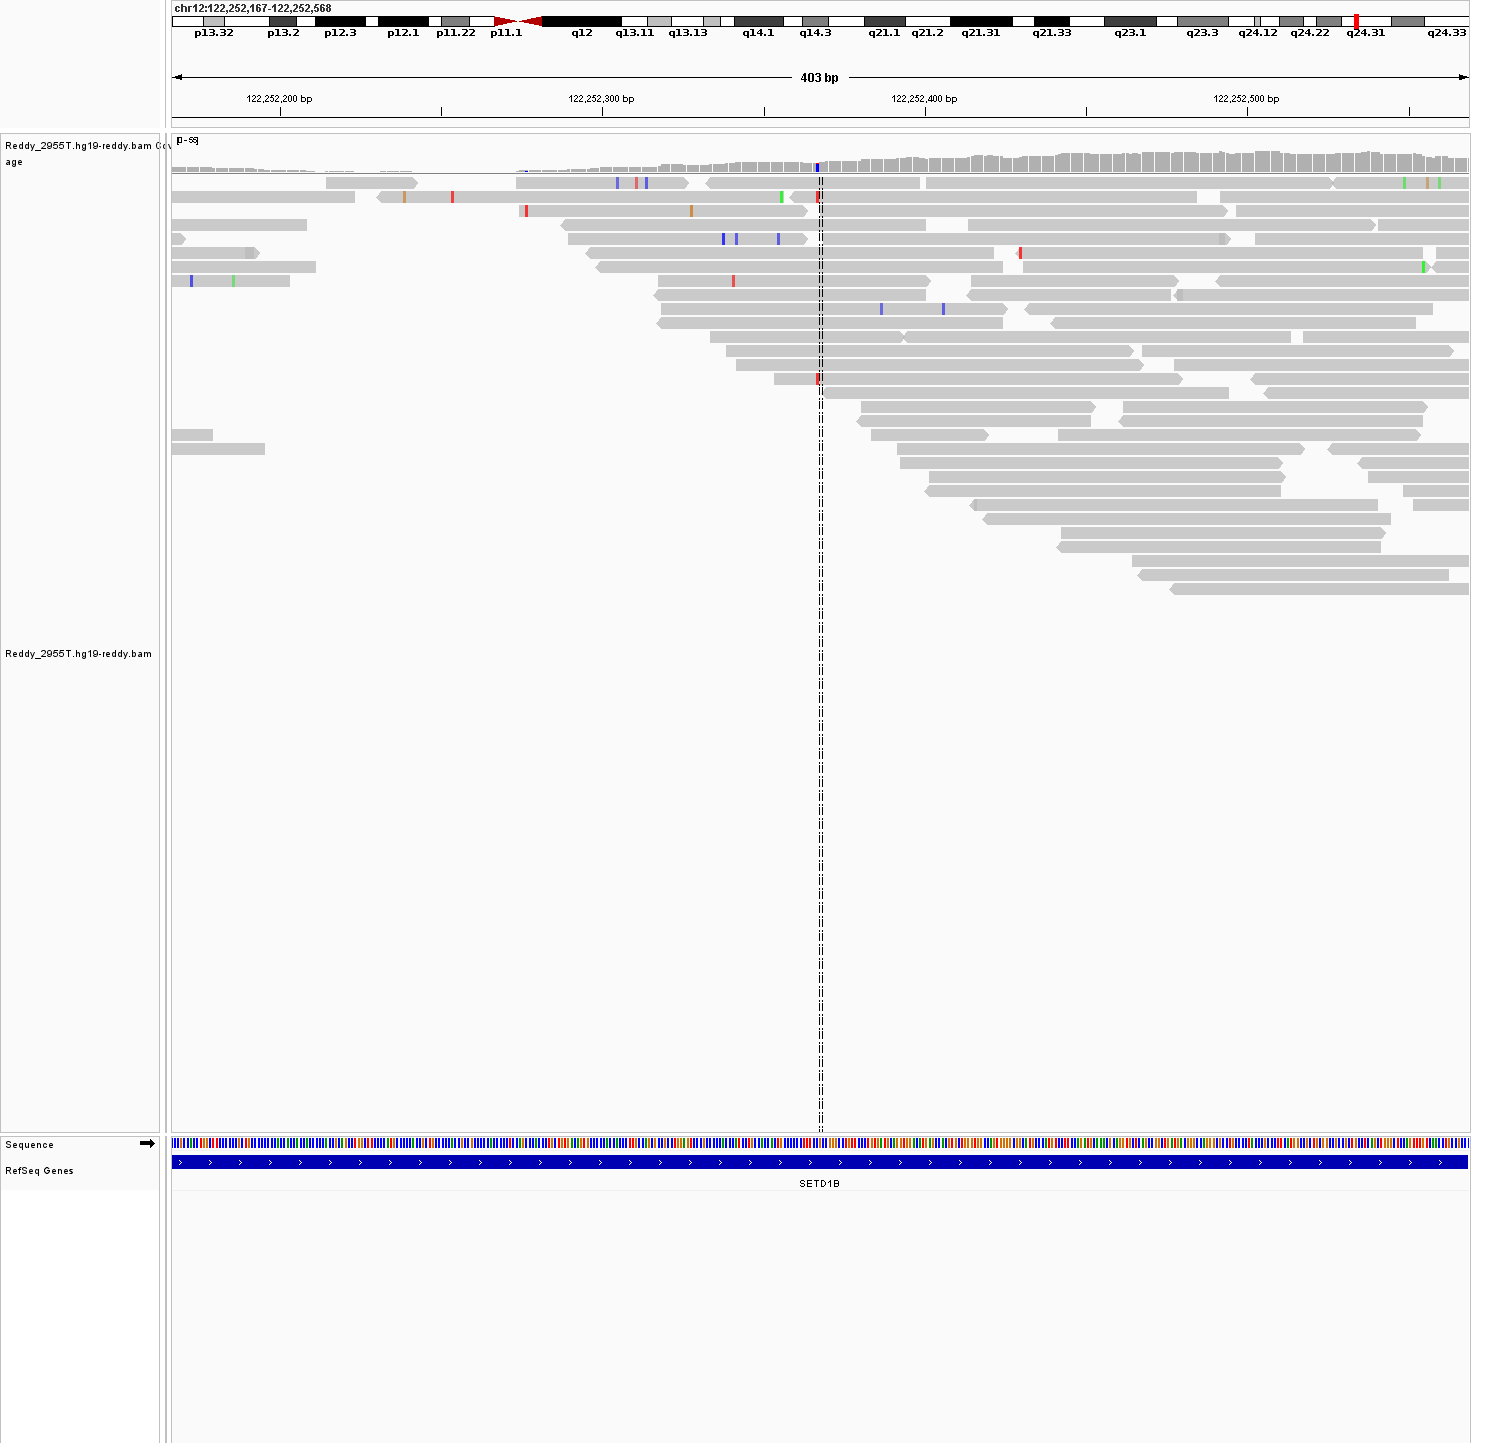 chr12:122,252,167-122,252,568
p13.32 p13.2 p12.3 p12.1 p11.22 p11.1 q12 q13.11 q13.13 q14.1 q14.3 q21.1 q21.2 q21.31 q21.33 q23.1 q23.3 q24.12 q24.22 q24.31 q24.33
403 bp
122,252,200 bp 122,252,300 bp 122,252,400 bp 122,252,500 bp
Reddy_2955T.hg19-reddy.bam Cov
age
Reddy_2955T.hg19-reddy.bam
Sequence
RefSeq Genes
SETD1B